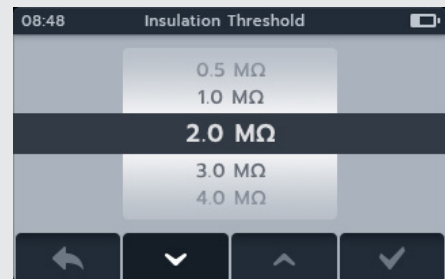 08:48 Insulation Threshold
0.5 MΩ
1.0 MΩ
2.0 MΩ
3.0 MΩ
4.0 MΩ